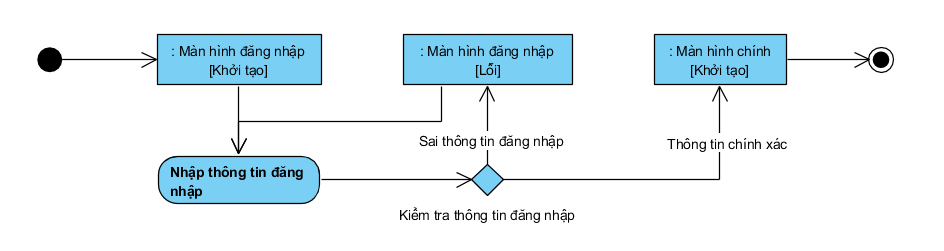 : Màn hình đăng nhập
[Khởi tạo]
: Màn hình đăng nhập
[Lỗi]
: Màn hình chính
[Khởi tạo]
Sai thông tin đăng nhập
Thông tin chính xác
Nhập thông tin đăng
nhập
Kiểm tra thông tin đăng nhập